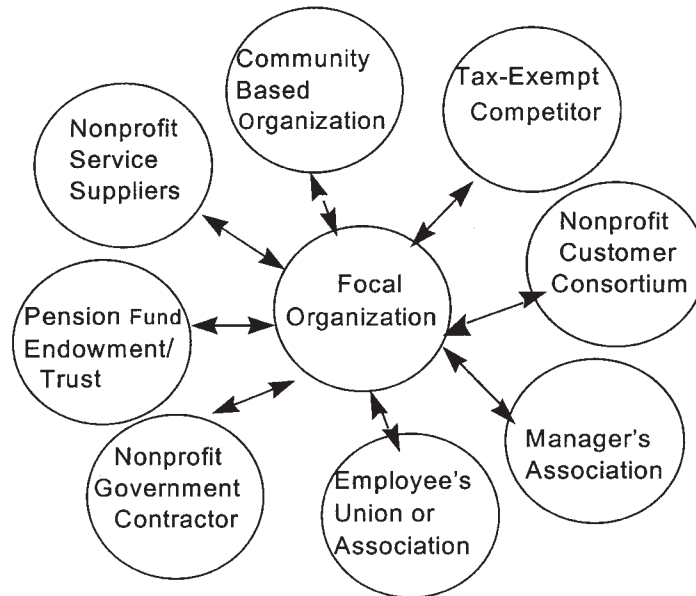 Community
Based
Organization
Tax-Exempt
Competitor
Nonprofit
Service
Suppliers
Nonprofit
Customer
Consortium
Focal
Organization
Pension Fund
Endowment/
Trust
Manager's
Association
Nonprofit
Government
Contractor
Employee's
Union or
Association